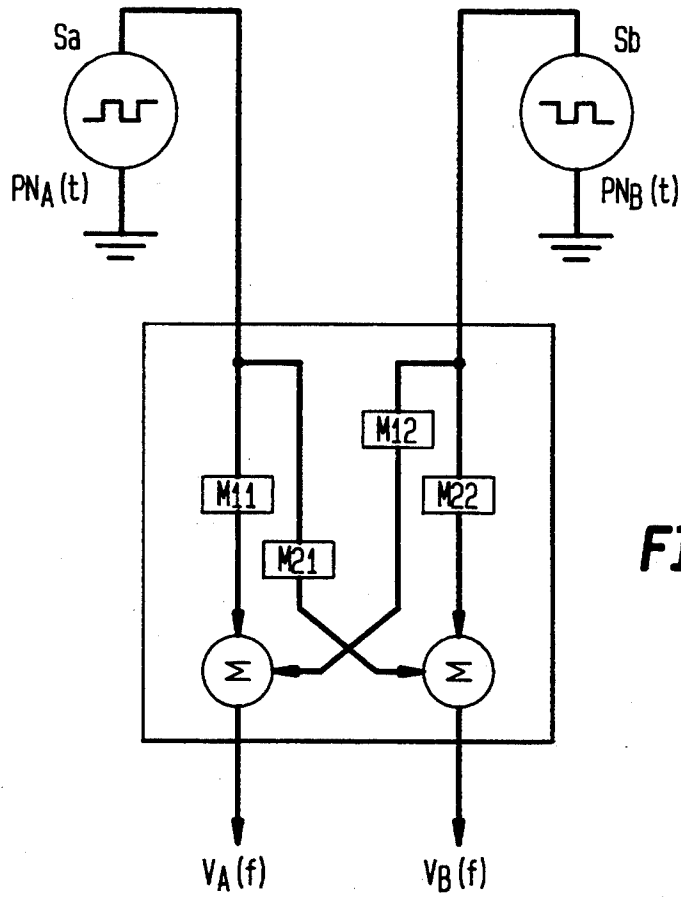 Sa
Sb
PNA(t)
PNB(t)
M12
M11
M22
M21
Σ
Σ
VA(f)
VB(f)